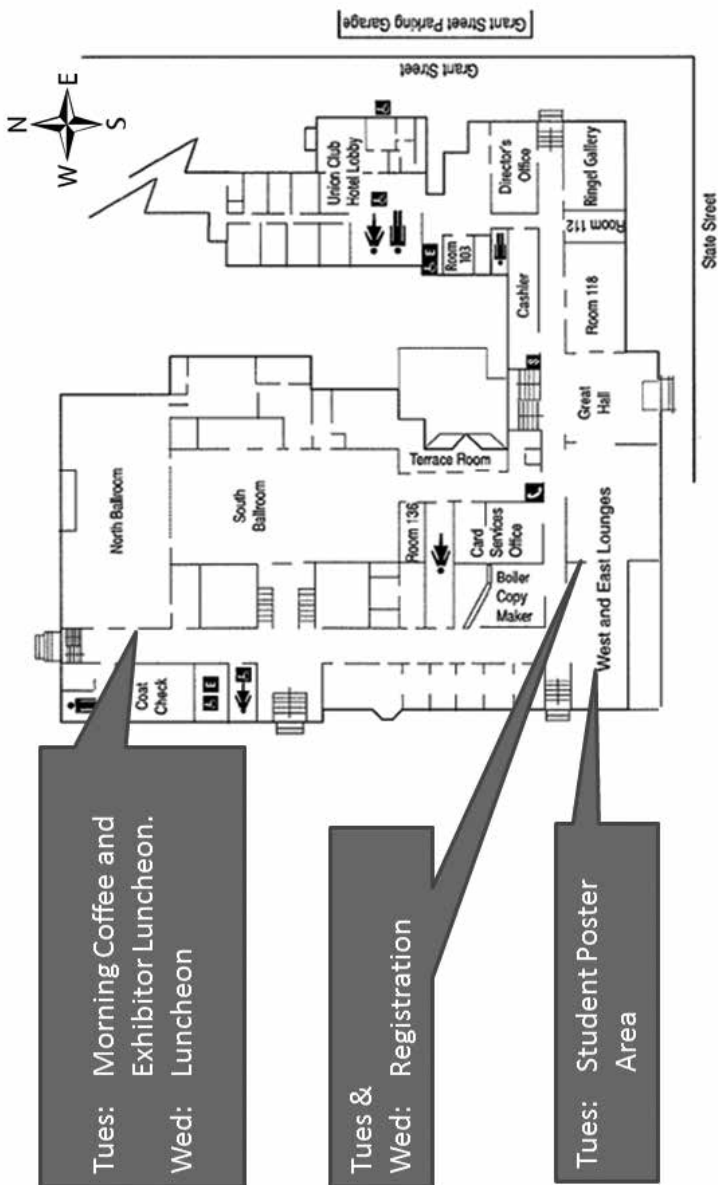 Tues: Morning Coffee and
Exhibitor Luncheon.
Wed: Luncheon
Tues &
Wed: Registration
Tues: Student Poster
Area
N
W
E
S
North Ballroom
Coat
Check
E
South
Ballroom
Room 136
Terrace Room
Card
Services
Office
Boiler
Copy
Maker
West and East Lounges
Great
Hall
$
Cashier
Room 118
Room 112
Ringel Gallery
Director's
Office
Room
103
E
Union Club
Hotel Lobby
Grant Street
Grant Street Parking Garage
State Street